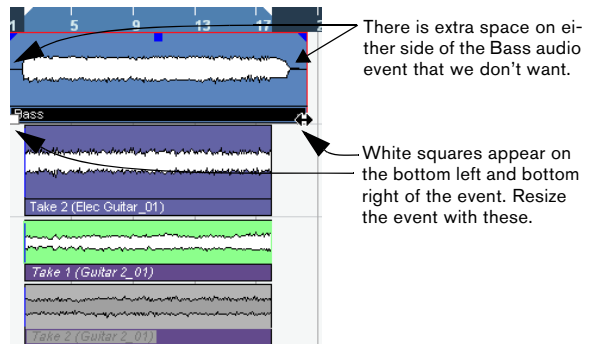 1 5 9 13 17
There is extra space on ei-
ther side of the Bass audio
event that we don't want.
Bass
White squares appear on
the bottom left and bottom
right of the event. Resize
the event with these.
Take 2 (Elec Guitar_01)
Take 1 (Guitar 2_01)
Take 2 (Guitar 2_01)